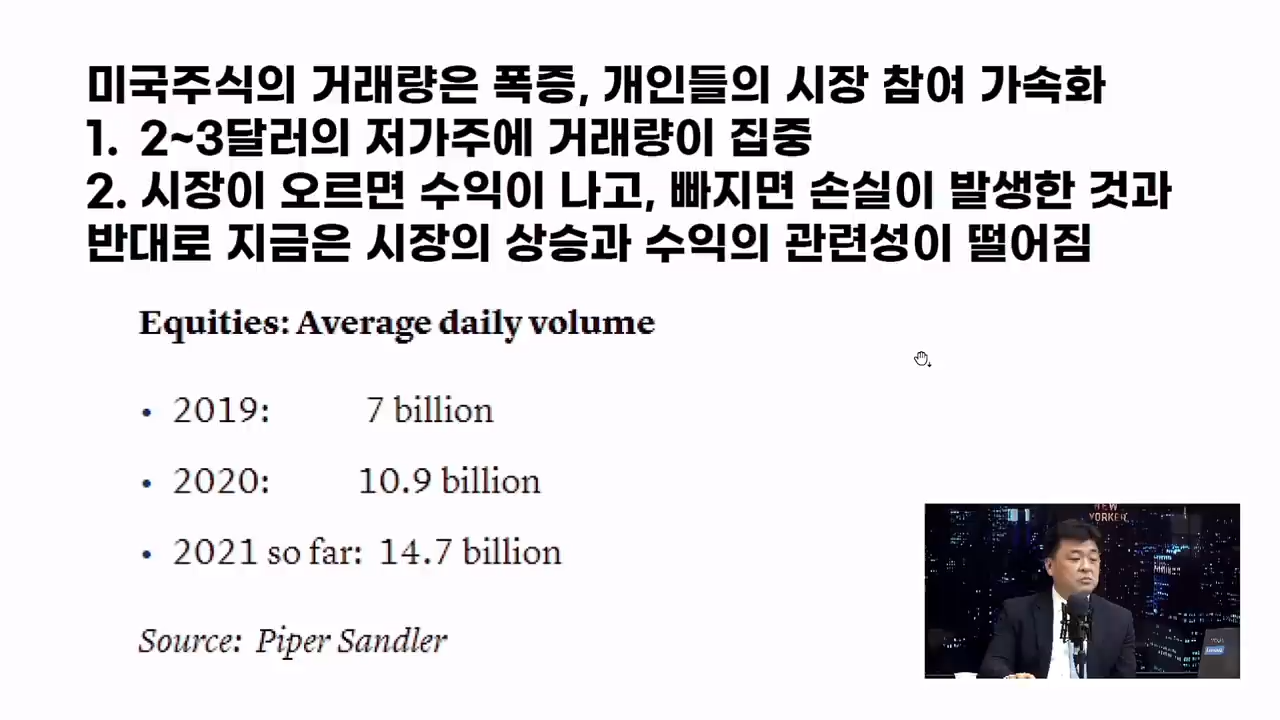 미국주식의 거래량은 폭증, 개인들의 시장 참여 가속화
1. 2~3달러의 저가주에 거래량이 집중
2. 시장이 오르면 수익이 나고, 빠지면 손실이 발생한 것과
반대로 지금은 시장의 상승과 수익의 관련성이 떨어짐
Equities: Average daily volume
• 2019: 7 billion
• 2020: 10.9 billion
• 2021 so far: 14.7 billion
Source: Piper Sandler
NEW
YORKER